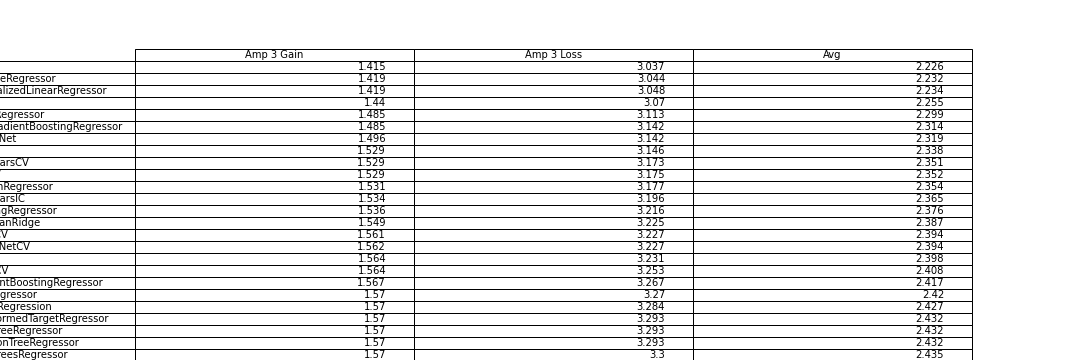 Amp 3 Gain Amp 3 Loss Avg
1.415 3.037 2.226
eRegressor 1.419 3.044 2.232
alizedLinearRegressor 1.419 3.048 2.234
1.44 3.07 2.255
Regressor 1.485 3.113 2.299
adientBoostingRegressor 1.485 3.142 2.314
Net 1.496 3.142 2.319
1.529 3.146 2.338
arsCV 1.529 3.173 2.351
1.529 3.175 2.352
nRegressor 1.531 3.177 2.354
arsIC 1.534 3.196 2.365
gRegressor 1.536 3.216 2.376
anRidge 1.549 3.225 2.387
CV 1.561 3.227 2.394
NetCV 1.562 3.227 2.394
1.564 3.231 2.398
CV 1.564 3.253 2.408
ntBoostingRegressor 1.567 3.267 2.417
gressor 1.57 3.27 2.42
Regression 1.57 3.284 2.427
ormedTargetRegressor 1.57 3.293 2.432
reeRegressor 1.57 3.293 2.432
onTreeRegressor 1.57 3.293 2.432
reesRegressor 1.57 3.3 2.435